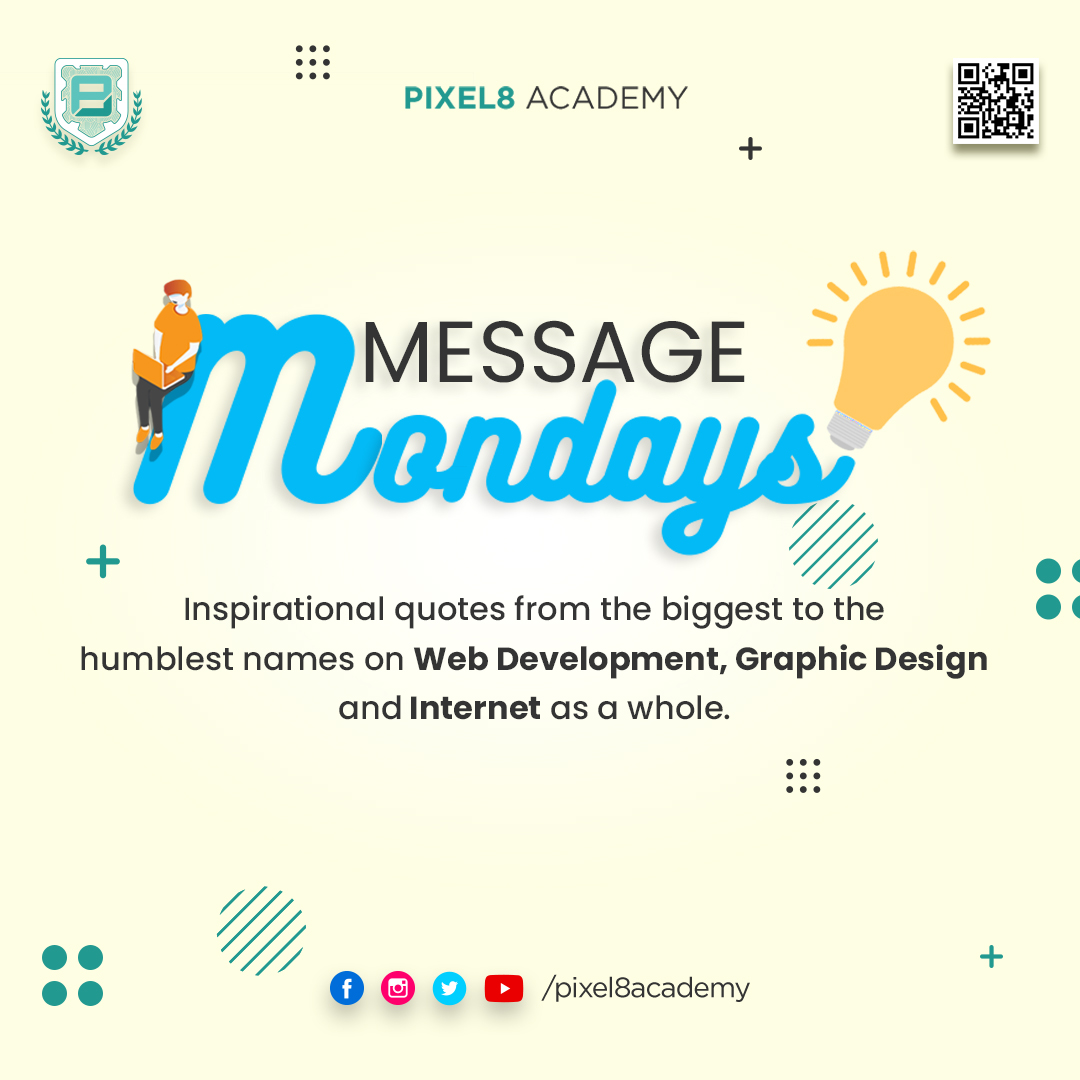 PIXEL8 ACADEMY
MESSAGE
Mondays
Inspirational quotes from the biggest to the
humblest names on Web Development, Graphic Design
and Internet as a whole.
/pixel8academy